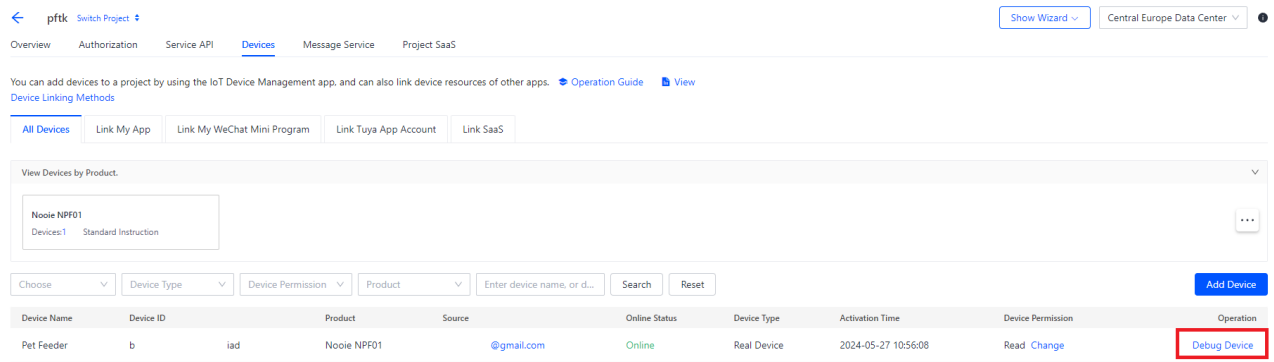 pftk Switch Project Show Wizard Central Europe Data Center
Overview Authorization Service API Devices Message Service Project SaaS
You can add devices to a project by using the IoT Device Management app, and can also link device resources of other apps. Operation Guide View
Device Linking Methods
All Devices Link My App Link My WeChat Mini Program Link Tuya App Account Link SaaS
View Devices by Product.
Nooie NPF01
Devices:1 Standard Instruction
Choose Device Type Device Permission Product Enter device name, or d... Search Reset Add Device
Device Name Device ID Product Source Online Status Device Type Activation Time Device Permission Operation
Pet Feeder b iad Nooie NPF01 @gmail.com Online Real Device 2024-05-27 10:56:08 Read Change Debug Device